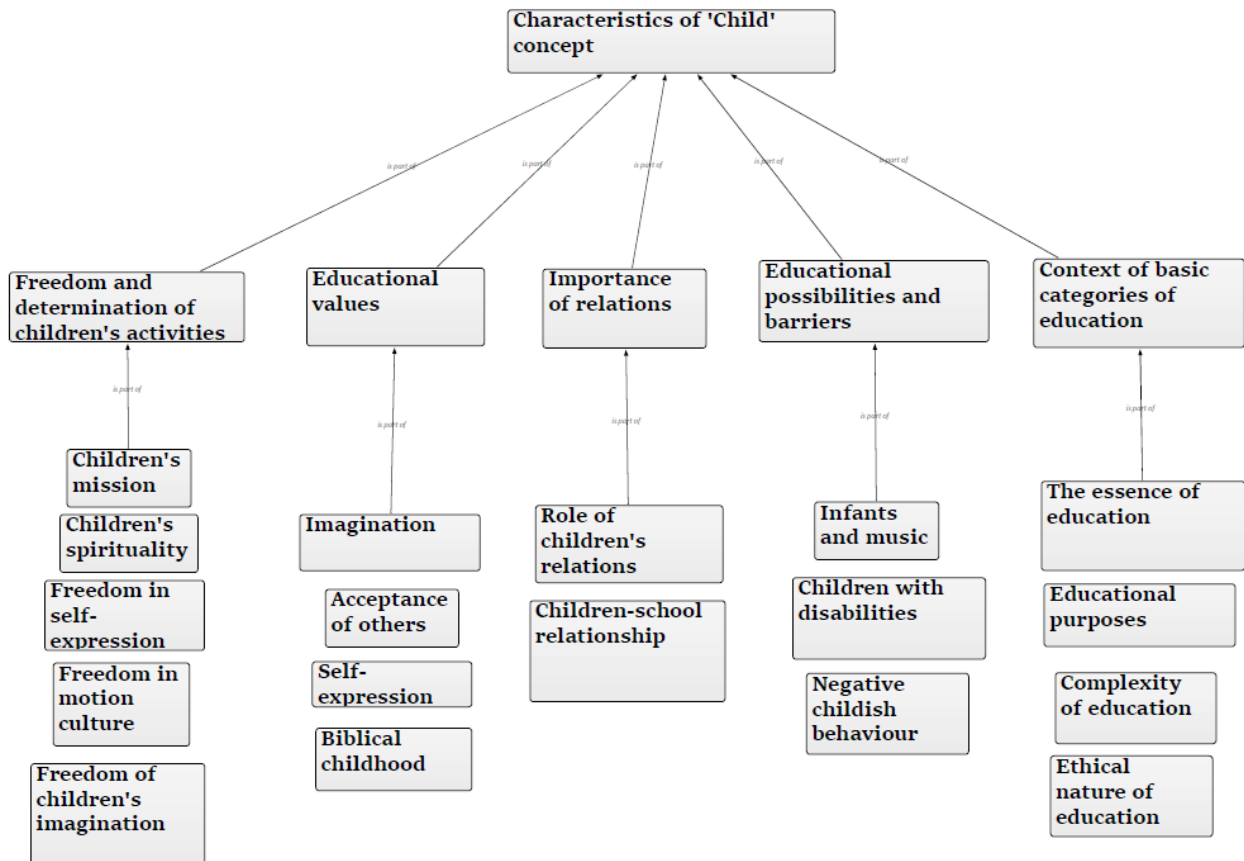 Characteristics of 'Child'
concept
is part of
is part of
is part of
is part of
is part of
Freedom and
determination of
children's activities
Educational
values
Importance
of relations
Educational
possibilities and
barriers
Context of basic
categories of
education
is part of
is part of
is part of
is part of
is part of
Children's
mission
Children's
spirituality
Freedom in
self-
expression
Freedom in
motion
culture
Freedom of
children's
imagination
Imagination
Acceptance
of others
Self-
expression
Biblical
childhood
Role of
children's
relations
Children-school
relationship
Infants
and music
Children with
disabilities
Negative
childish
behaviour
The essence of
education
Educational
purposes
Complexity
of education
Ethical
nature of
education